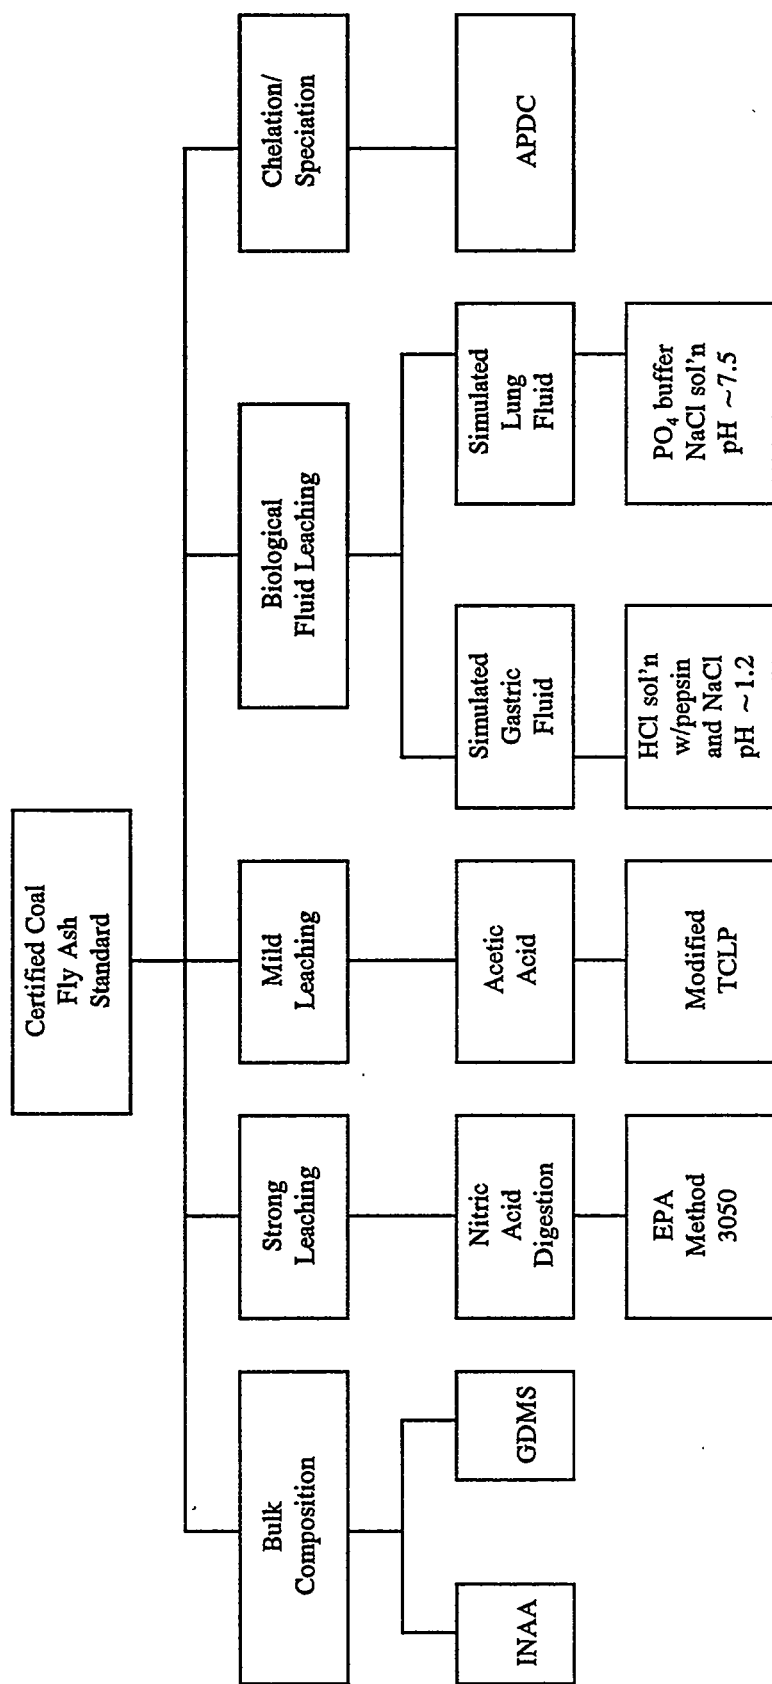 Certified Coal
Fly Ash
Standard
Bulk
Composition
Strong
Leaching
Mild
Leaching
Biological
Fluid Leaching
Chelation/
Speciation
INAA
GDMS
Nitric
Acid
Digestion
Acetic
Acid
Simulated
Gastric
Fluid
Simulated
Lung
Fluid
APDC
EPA
Method
3050
Modified
TCLP
HCl sol'n
w/pepsin
and NaCl
pH ~1.2
PO₄ buffer
NaCl sol'n
pH ~7.5